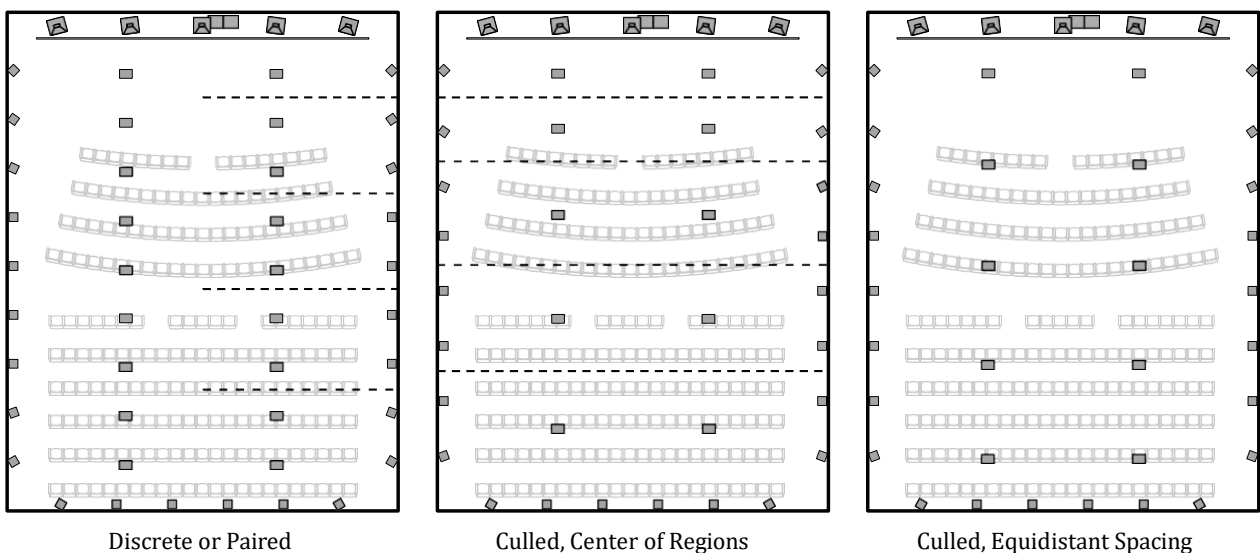 Discrete or Paired
Culled, Center of Regions
Culled, Equidistant Spacing